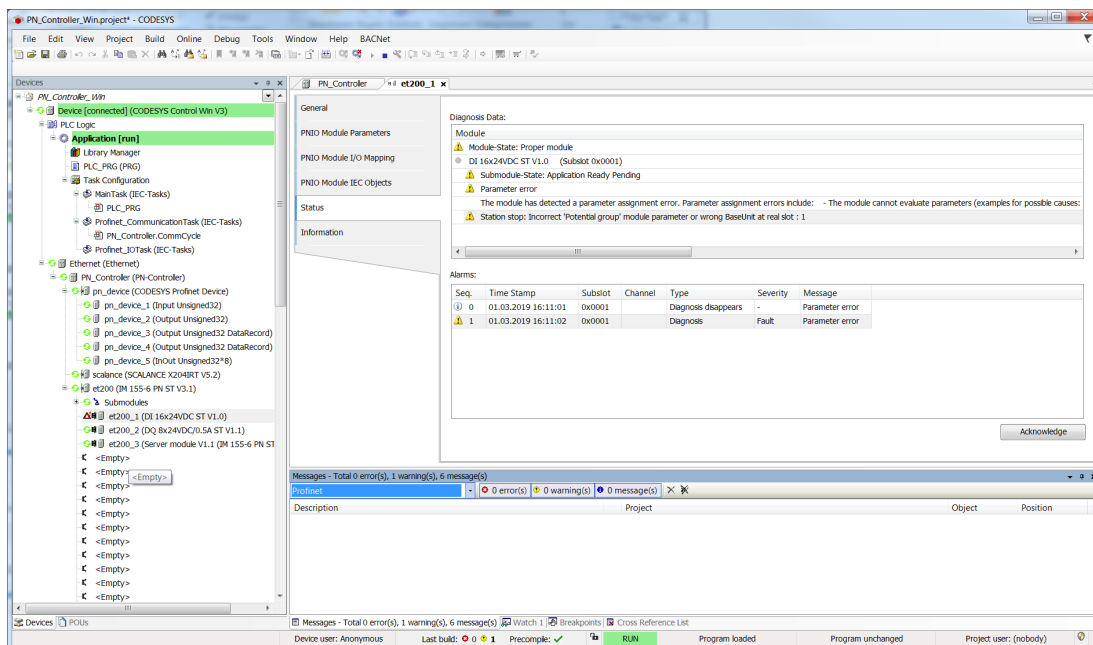 PN_Controller_Win.project* - CODESYS
File Edit View Project Build Online Debug Tools Window Help BACNet
Devices
PN_Controller_Win
Device [connected] (CODESYS Control Win V3)
PLC Logic
Application [run]
Library Manager
PLC_PRG (PRG)
Task Configuration
MainTask (IEC-Tasks)
PLC_PRG
Profinet_CommunicationTask (IEC-Tasks)
PN_Controller.CommCycle
Profinet_IOTask (IEC-Tasks)
Ethernet (Ethernet)
PN_Controller (PN-Controller)
pn_device (CODESYS Profinet Device)
pn_device_1 (Input Unsigned32)
pn_device_2 (Output Unsigned32)
pn_device_3 (Output Unsigned32 DataRecord)
pn_device_4 (Output Unsigned32 DataRecord)
pn_device_5 (InOut Unsigned32*8)
scalance (SCALANCE X204IRT V5.2)
et200 (IM 155-6 PN ST V3.1)
Submodules
et200_1 (DI 16x24VDC ST V1.0)
et200_2 (DQ 8x24VDC/0.5A ST V1.1)
et200_3 (Server module V1.1 (IM 155-6 PN ST
<Empty>
<Empty>
<Empty>
<Empty>
<Empty>
<Empty>
<Empty>
<Empty>
<Empty>
<Empty>
<Empty>
<Empty>
Devices POUs
PN_Controller et200_1
General
PNIO Module Parameters
PNIO Module I/O Mapping
PNIO Module IEC Objects
Status
Information
Diagnosis Data:
Module
Module-State: Proper module
DI 16x24VDC ST V1.0 (Subslot 0x0001)
Submodule-State: Application Ready Pending
Parameter error
The module has detected a parameter assignment error. Parameter assignment errors include: - The module cannot evaluate parameters (examples for possible causes:
Station stop: Incorrect 'Potential group' module parameter or wrong BaseUnit at real slot : 1
Alarms:
Seq. Time Stamp Subslot Channel Type Severity Message
0 01.03.2019 16:11:01 0x0001 Diagnosis disappears - Parameter error
1 01.03.2019 16:11:02 0x0001 Diagnosis Fault Parameter error
Acknowledge
Messages - Total 0 error(s), 1 warning(s), 6 message(s)
Profinet 0 error(s) 0 warning(s) 0 message(s)
Description Project Object Position
Messages - Total 0 error(s), 1 warning(s), 6 message(s) Watch 1 Breakpoints Cross Reference List
Device user: Anonymous Last build: 0 1 Precompile: RUN Program loaded Program unchanged Project user: (nobody)